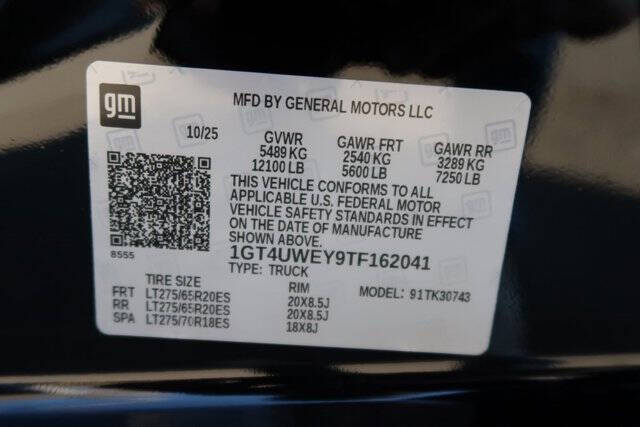 gm
MFD BY GENERAL MOTORS LLC
10/25
GVWR GAWR FRT GAWR RR
5489 KG 2540 KG 3289 KG
12100 LB 5600 LB 7250 LB
THIS VEHICLE CONFORMS TO ALL
APPLICABLE U.S. FEDERAL MOTOR
VEHICLE SAFETY STANDARDS IN EFFECT
ON THE DATE OF MANUFACTURE
SHOWN ABOVE.
8555
1GT4UWEY9TF162041
TYPE: TRUCK
TIRE SIZE RIM MODEL: 91TK30743
FRT LT275/65R20ES 20X8.5J
RR LT275/65R20ES 20X8.5J
SPA LT275/70R18ES 18X8J